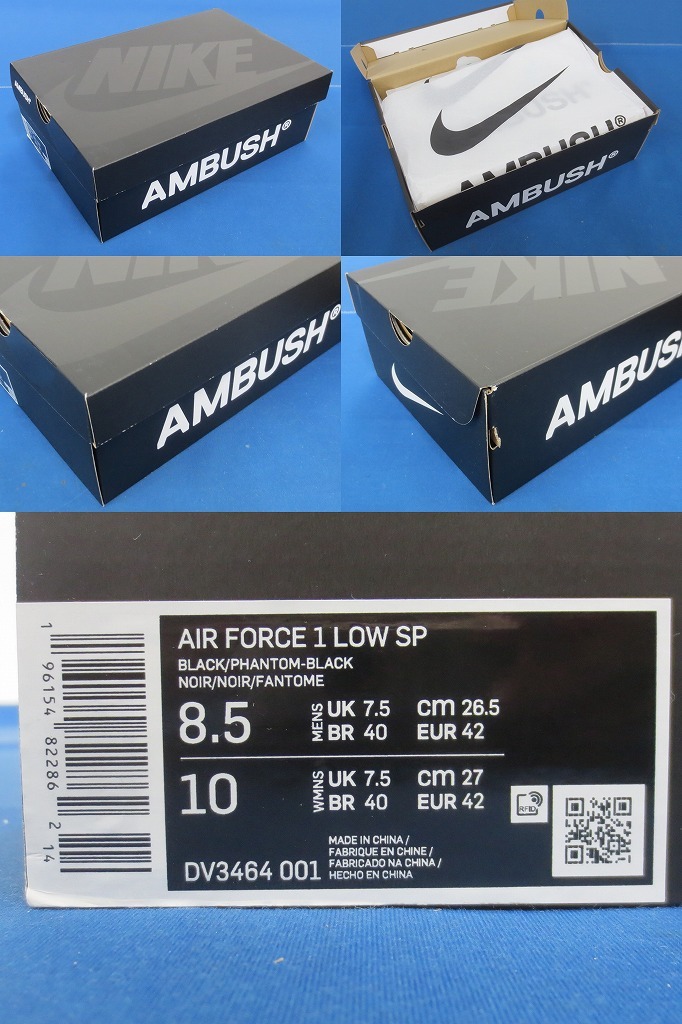 NIKE
AMBUSH
AMBUSH®
AMBUSH
AMBUSH®
AMBUSH®
NIKE
AMBUSH®
NIKE
AMBUSH
AIR FORCE 1 LOW SP
BLACK/PHANTOM-BLACK
NOIR/NOIR/FANTOME
8.5 MENS UK 7.5 CM 26.5
BR 40 EUR 42
10 WMNS UK 7.5 CM 27
BR 40 EUR 42
RFID
MADE IN CHINA /
FABRIQUE EN CHINE /
FABRICADO NA CHINA /
HECHO EN CHINA
DV3464 001
1 96154 82286 2 14